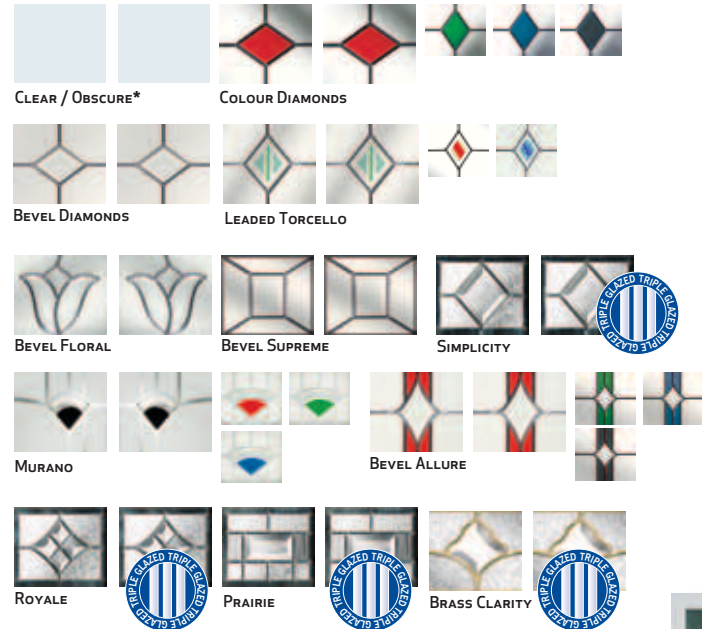 CLEAR / OBSCURE*
COLOUR DIAMONDS
BEVEL DIAMONDS
LEADED TORCELLO
BEVEL FLORAL
BEVEL SUPREME
SIMPLICITY
TRIPLE GLAZED TRIPLE GLAZED
MURANO
BEVEL ALLURE
ROYALE
TRIPLE GLAZED TRIPLE GLAZED
PRAIRIE
TRIPLE GLAZED TRIPLE GLAZED
BRASS CLARITY
TRIPLE GLAZED TRIPLE GLAZED